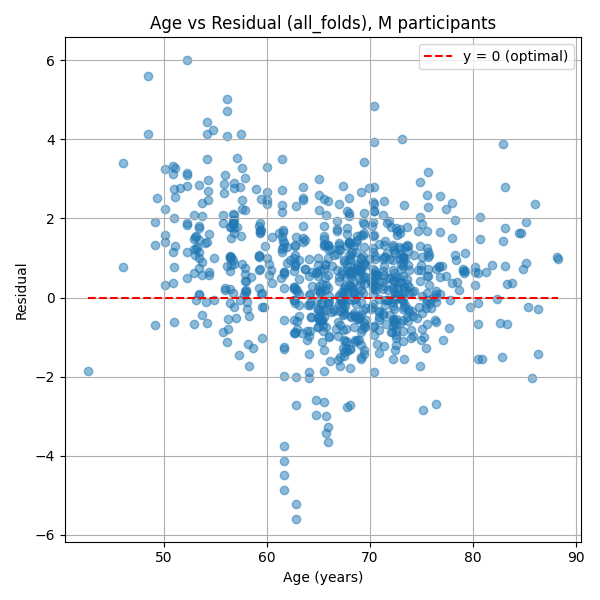 Age vs Residual (all_folds), M participants
y = 0 (optimal)
6
4
2
0
−2
−4
−6
Residual
50 60 70 80 90
Age (years)